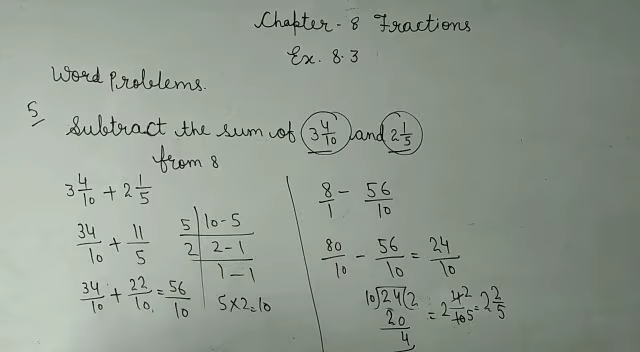 Chapter - 8 Fractions
Ex. 8.3
Word Problems.
5 Subtract the sum of 3 4/10 and 2 1/5
from 8
3 4/10 + 2 1/5
34/10 + 11/5
34/10 + 22/10 = 56/10
5 | 10 - 5
2 | 2 - 1
1 - 1
5 X 2 = 10
8/1 - 56/10
80/10 - 56/10 = 24/10
10)24(2
20
4
= 2 4/10 2/5 = 2 2/5